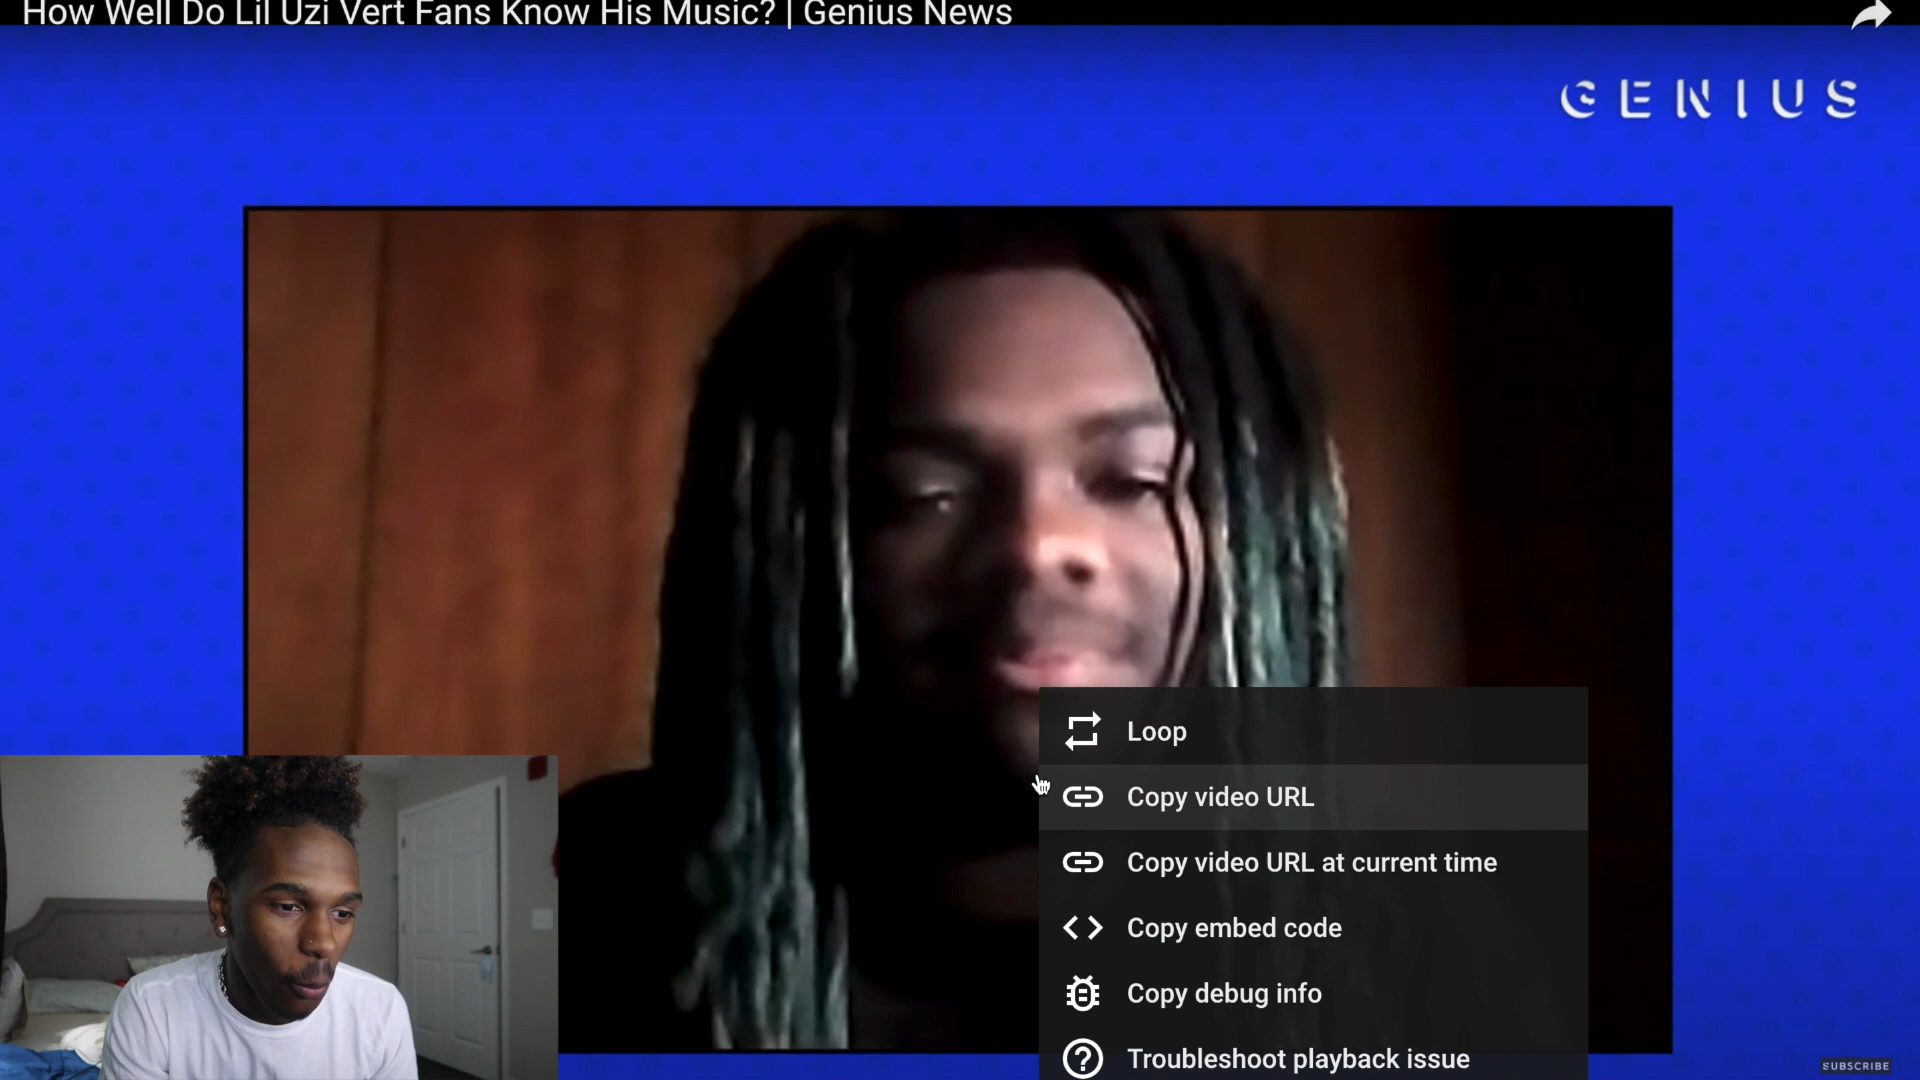 How Well Do Lil Uzi Vert Fans Know His Music? | Genius News
GENIUS
Loop
Copy video URL
Copy video URL at current time
Copy embed code
Copy debug info
Troubleshoot playback issue
SUBSCRIBE